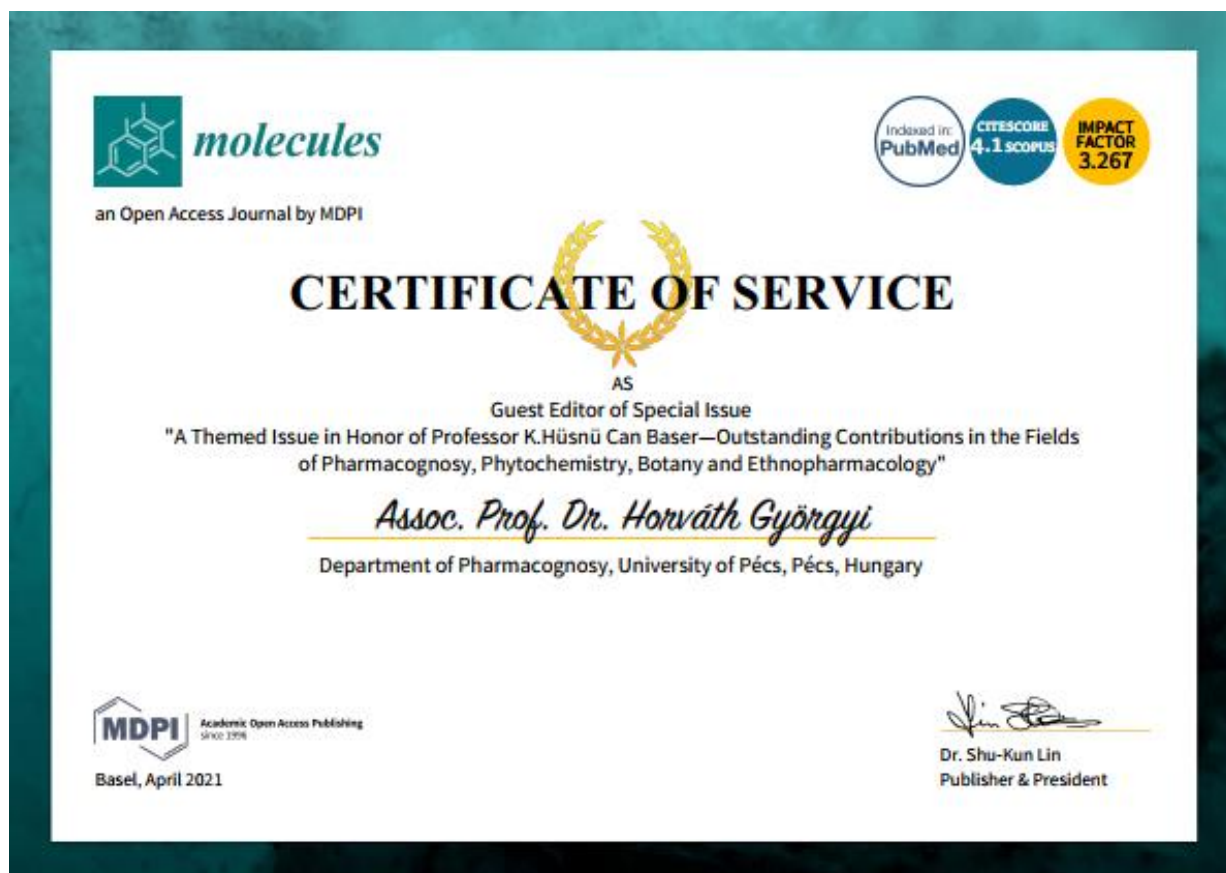 molecules
an Open Access Journal by MDPI
Indexed in:
PubMed
CITESCORE
4.1 SCOPUS
IMPACT
FACTOR
3.267
CERTIFICATE OF SERVICE
AS
Guest Editor of Special Issue
"A Themed Issue in Honor of Professor K.Hüsnü Can Baser—Outstanding Contributions in the Fields
of Pharmacognosy, Phytochemistry, Botany and Ethnopharmacology"
Assoc. Prof. Dr. Horváth Györgyi
Department of Pharmacognosy, University of Pécs, Pécs, Hungary
MDPI
Academic Open Access Publishing
since 1996
Basel, April 2021
Dr. Shu-Kun Lin
Publisher & President